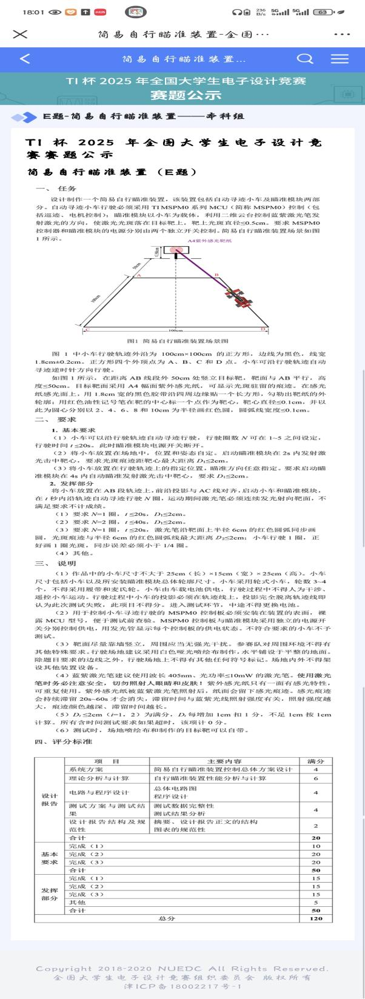 18:01
236 B/s 5G 5G 63
简易自行瞄准装置-全国…
简易自行瞄准装置...
TI 杯 2025 年全国大学生电子设计竞赛
赛题公示
E题-简易自行瞄准装置——本科组
TI 杯 2025 年全国大学生电子设计竞
赛赛题公示
简易自行瞄准装置（E题）
一、 任务
设计制作一个简易自行瞄准装置，该装置包括自动寻迹小车及瞄准模块两部
分。自动寻迹小车行驶必须采用 TI MSPM0 系列 MCU（简称 MSPM0）控制（包
括巡迹、电机控制）；瞄准模块以小车为载体，利用二维云台控制蓝紫激光笔发
射激光的方向，使激光光斑落在目标靶上，靶上光斑直径≤0.5cm。要求 MSPM0
控制器和瞄准模块的电源分别由两个独立开关控制。简易自行瞄准装置场景如图
1 所示。
A4紫外感光靶纸
≤50cm
50cm
A
B
100cm
C
100cm
D
图1 简易自行瞄准装置场景图
图 1 中小车行驶轨迹外沿为 100cm×100cm 的正方形，边线为黑色，线宽
1.8cm±0.2cm。正方形四个外顶点为 A、B、C 和 D 点。小车可沿行驶轨迹自动
寻迹逆时针方向行驶。
如图 1 所示，在距离 AB 线段外 50cm 处竖立目标靶，靶面与 AB 平行，高
度≤50cm。目标靶面采用 A4 幅面紫外感光纸，可显示光斑驻留的痕迹。在感光
纸感光面上，用 1.8cm 宽的黑色胶带沿四周边缘贴一个长方形，勾勒出靶纸的外
轮廓；用红色油性记号笔在靶的中心标一个点作为靶心，靶心直径≤0.1cm，并以
此为圆心分别以 2、4、6、8 和 10cm 为半径画红色圆，圆弧线宽度≤0.1cm。
二、 要求
1. 基本要求
（1）小车可以沿行驶轨迹自动寻迹行驶，行驶圈数 N 可在 1~5 之间设定，
行驶时间 t ≤20s。此时瞄准模块电源开关断开。
（2）将小车放置在场地中，位置和姿态自定。启动瞄准模块在 2s 内发射激
光击中靶心，要求光斑痕迹距靶心最大距离 D₁≤2cm。
（3）将小车放置在行驶轨迹上的指定位置，瞄准方向任意指定。要求启动瞄
准模块在 4s 内自动瞄准发射激光击中靶心，要求 D₁≤2cm。
2. 发挥部分
将小车放置在 AB 段轨迹上，前沿投影与 AC 线对齐，启动小车和瞄准模块，
在 t 秒内沿轨迹自动寻迹行驶 N 圈，运动期间激光笔必须连续发光射向靶面，不
满足要求不计成绩。
（1）要求 N=1 圈，t ≤20s，D₁≤2cm。
（2）要求 N=2 圈，t ≤40s，D₁≤2cm。
（3）要求 N=1 圈，t ≤20s，激光笔沿靶面上半径 6cm 的红色圆弧同步画
圆，光斑痕迹与半径 6cm 的红色圆弧线最大距离 D₂≤2cm；小车行驶 1 圈，正
好画 1 圈光斑，同步误差必须小于 1/4 圈。
（4）其他。
三、 说明
（1）作品中的小车尺寸不大于 25cm（长）×15cm（宽）× 25cm（高）。小车
尺寸包括小车以及所安装瞄准模块总体轮廓尺寸。小车采用轮式小车，轮数 3~4
个，不得采用履带和麦氏轮。小车由车载电池供电，行驶过程中不得人为干涉、
遥控小车运动。行驶过程中小车的投影必须在轨迹线上，投影完全脱离轨迹线即
认为此次测试失败，此项目不得分。进入测试环节，中途不得更换电池。
（2）用于控制小车寻迹行驶的 MSPM0 控制板必须安装在装置的表面，裸
露 MCU 型号，便于测试前查验。MSPM0 控制板与瞄准模块采用独立的电源开
关分别控制供电，用发光管显示每个控制板的供电状态。不符合要求的小车不予
测试。
（3）靶面尽量靠墙竖立，周围应当无强光干扰。参赛队对周围环境不得有
其他特殊要求。行驶场地建议采用白色哑光喷绘布制作，水平铺设于平整的地面。
除题目要求的边线之外，行驶场地上不得有其他任何符号标记。场地内外不得架
设其他装置设备。
（4）蓝紫激光笔建议使用波长 405nm、光功率≤10mW 的激光笔。使用激光
笔时务必注意安全，切勿照射人眼睛和皮肤！紫外感光纸只有一面有感光特性，
可重复使用。紫外感光纸被蓝紫激光笔照射后，纸面会留下感光痕迹。感光痕迹
会持续滞留 20s~60s 才会消失，滞留时间与蓝紫光线照射强度有关，照射强度越
大，痕迹颜色越深、滞留时间越长。
（5）Dᵢ ≤2cm（i=1，2）为满分，Dᵢ 每增加 1cm 扣 1 分，不足 1cm 按 1cm
计算。所有含时间测试要求如果超时，该项计 0 分。
（6）测试时，场地喷绘布和制作的目标靶可以自带。
四、评分标准
项 目 主要内容 满分
设计报告
系统方案 简易自行瞄准装置控制总体方案设计 4
理论分析与计算 自行瞄准装置性能分析与计算 6
电路与程序设计 总体电路图 程序设计 4
测试方案与测试结果 测试数据完整性 测试结果分析 4
设计报告结构及规范性 摘要、设计报告正文的结构 图表的规范性 2
合计 20
基本要求
完成（1） 10
完成（2） 20
完成（3） 20
合计 50
发挥部分
完成（1） 15
完成（2） 15
完成（3） 15
其他 5
合计 50
总分 120
Copyright 2018-2020 NUEDC All Rights Reserved.
全国大学生电子设计竞赛组织委员会 版权所有
津ICP备18002217号-1